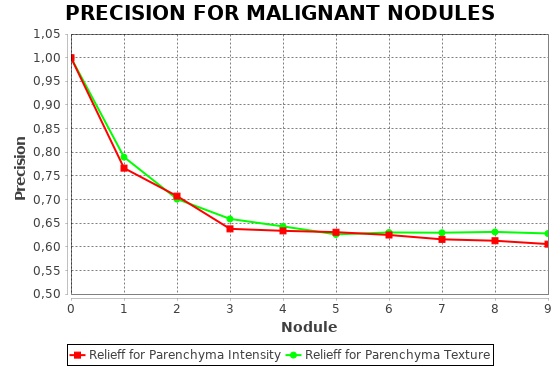 PRECISION FOR MALIGNANT NODULES
1,05
1,00
0,95
0,90
0,85
0,80
0,75
0,70
0,65
0,60
0,55
0,50
Precision
0 1 2 3 4 5 6 7 8 9
Nodule
Relieff for Parenchyma Intensity Relieff for Parenchyma Texture